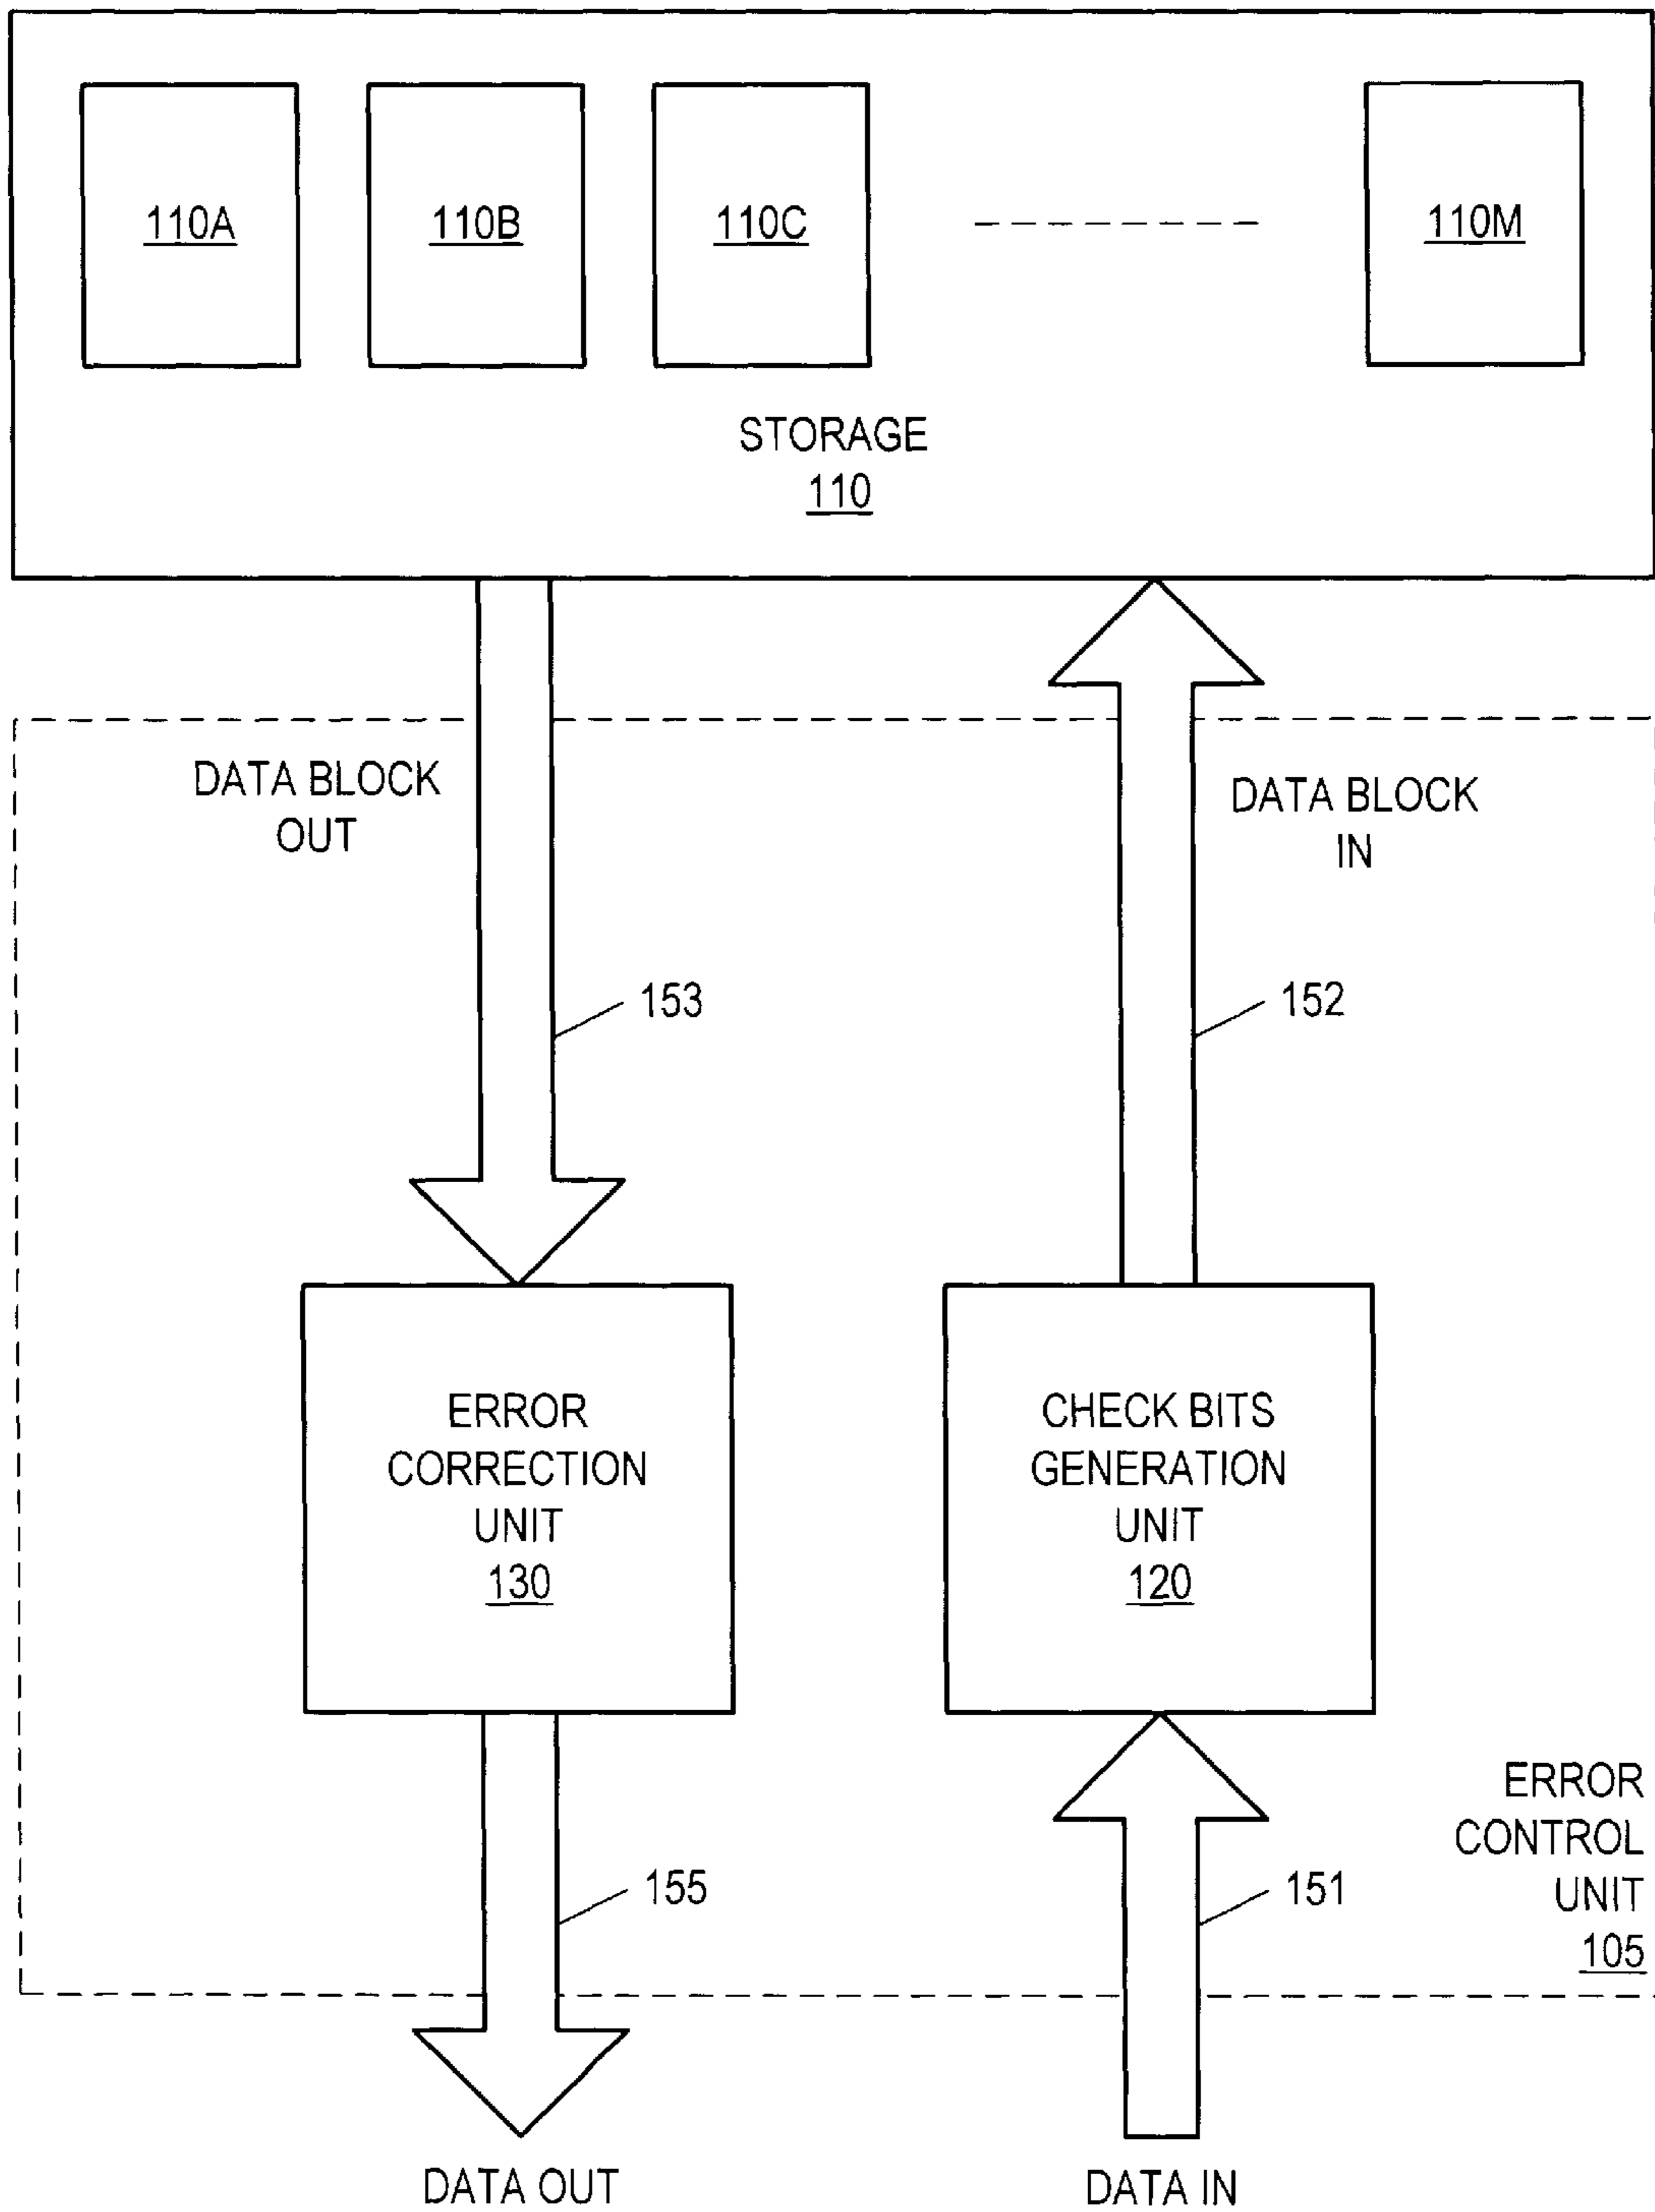 110A
110B
110C
110M
STORAGE
110
DATA BLOCK
OUT
DATA BLOCK
IN
153
152
ERROR
CORRECTION
UNIT
130
CHECK BITS
GENERATION
UNIT
120
155
151
ERROR
CONTROL
UNIT
105
DATA OUT
DATA IN